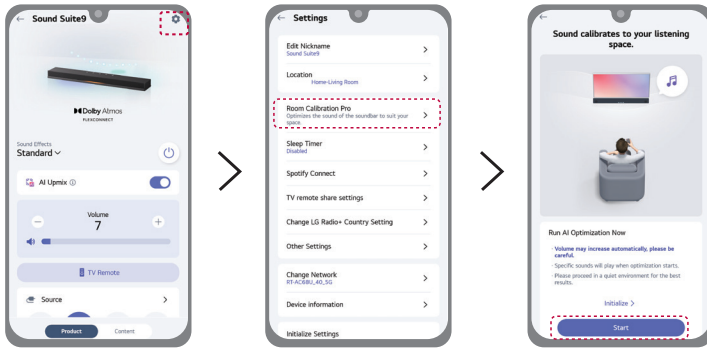 ← Sound Suite9
Dolby Atmos
FLEXCONNECT
Sound Effects
Standard
AI Upmix
Volume
7
TV Remote
Source
Product Content
← Settings
Edit Nickname
Sound Suite9
Location
Home-Living Room
Room Calibration Pro
Optimizes the sound of the soundbar to suit your
space.
Sleep Timer
Disabled
Spotify Connect
TV remote share settings
Change LG Radio+ Country Setting
Other Settings
Change Network
RT-AC88U_40_5G
Device information
Initialize Settings
←
Sound calibrates to your listening
space.
Run AI Optimization Now
· Volume may increase automatically, please be
careful.
· Specific sounds will play when optimization starts.
· Please proceed in a quiet environment for the best
results.
Initialize >
Start